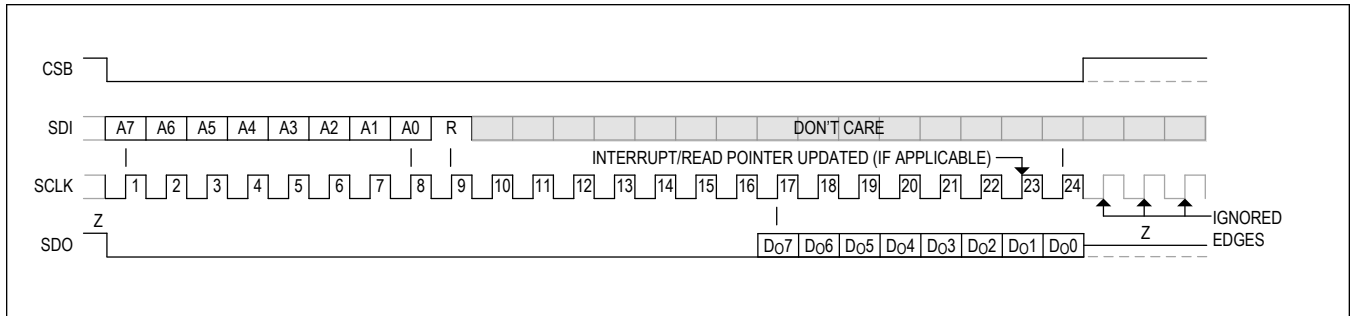 CSB
SDI A7 A6 A5 A4 A3 A2 A1 A0 R DON'T CARE
INTERRUPT/READ POINTER UPDATED (IF APPLICABLE)
SCLK 1 2 3 4 5 6 7 8 9 10 11 12 13 14 15 16 17 18 19 20 21 22 23 24
IGNORED
EDGES
Z Z
SDO DO7 DO6 DO5 DO4 DO3 DO2 DO1 DO0